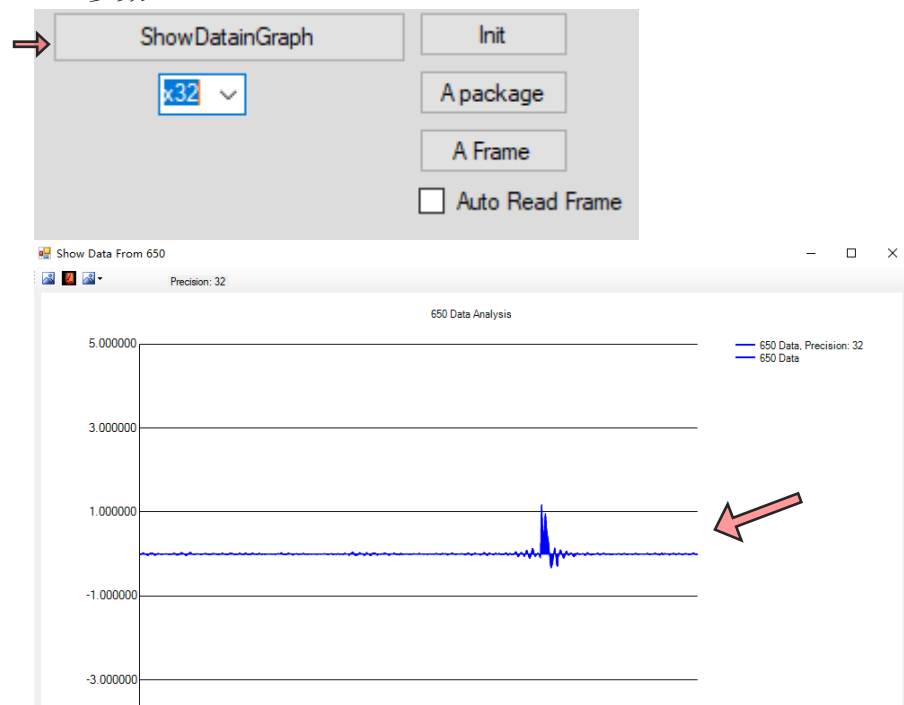 ShowDatainGraph
Init
x32
A package
A Frame
Auto Read Frame
Show Data From 650
Precision: 32
650 Data Analysis
650 Data, Precision: 32
650 Data
5.000000
3.000000
1.000000
-1.000000
-3.000000